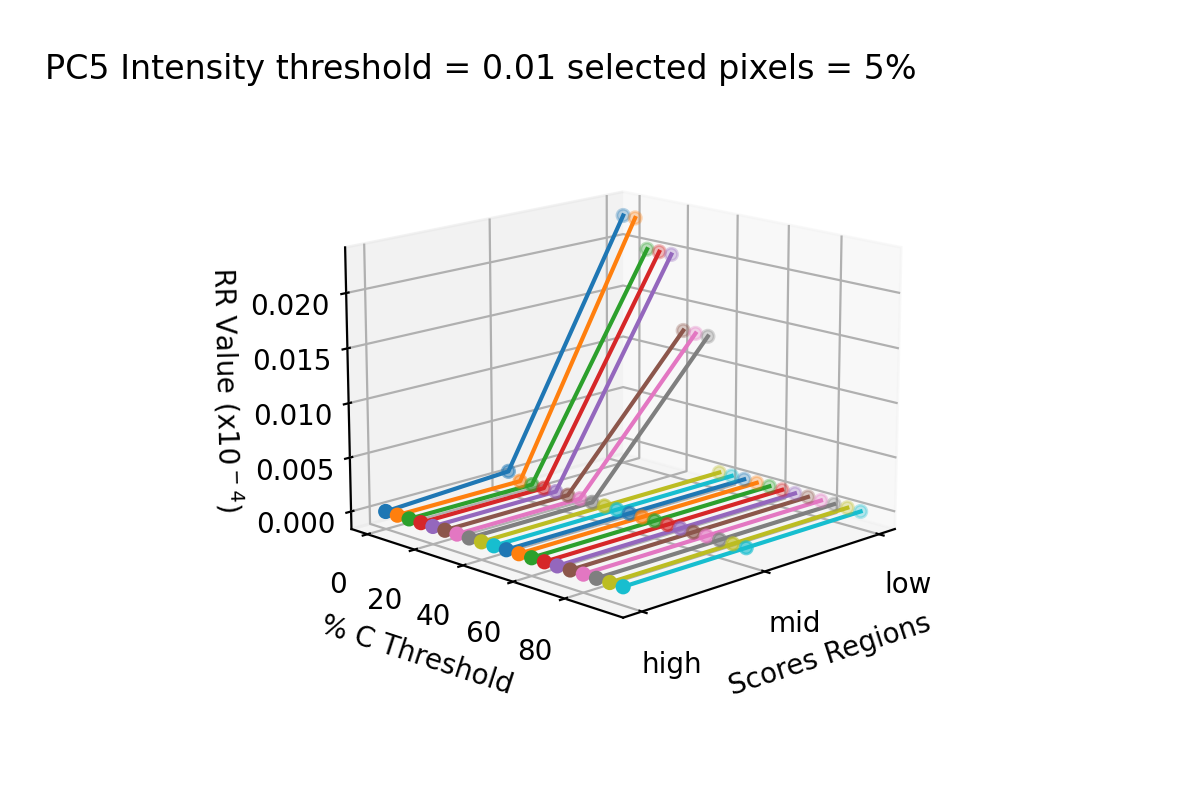 PC5 Intensity threshold = 0.01 selected pixels = 5%
RR Value (x10⁻⁴)
0.020
0.015
0.010
0.005
0.000
0
20
40
60
80
% C Threshold
high
mid
low
Scores Regions